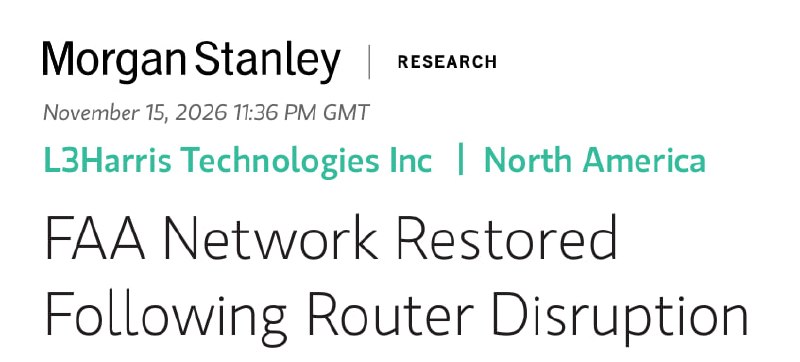 Morgan Stanley | RESEARCH
November 15, 2026 11:36 PM GMT
L3Harris Technologies Inc | North America
FAA Network Restored
Following Router Disruption